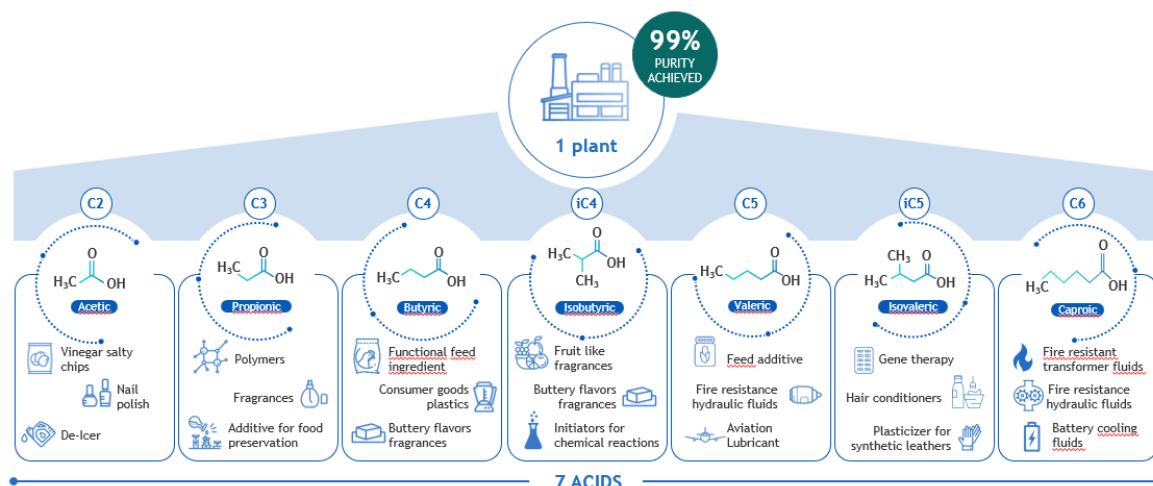 99%
PURITY
ACHIEVED
1 plant
C2
C3
C4
iC4
C5
iC5
C6
H₃C
O
OH
Acetic
H₃C
O
OH
Propionic
H₃C
O
OH
Butyric
H₃C
O
OH
CH₃
Isobutyric
H₃C
O
OH
Valeric
CH₃
O
H₃C
OH
Isovaleric
O
H₃C
OH
Caproic
Vinegar salty
chips
Nail
polish
De-Icer
Polymers
Fragrances
Additive for food
preservation
Functional feed
ingredient
Consumer goods
plastics
Buttery flavors
fragrances
Fruit like
fragrances
Buttery flavors
fragrances
Initiators for
chemical reactions
Feed additive
Fire resistance
hydraulic fluids
Aviation
Lubricant
Gene therapy
Hair conditioners
Plasticizer for
synthetic leathers
Fire resistant
transformer fluids
Fire resistance
hydraulic fluids
Battery cooling
fluids
7 ACIDS